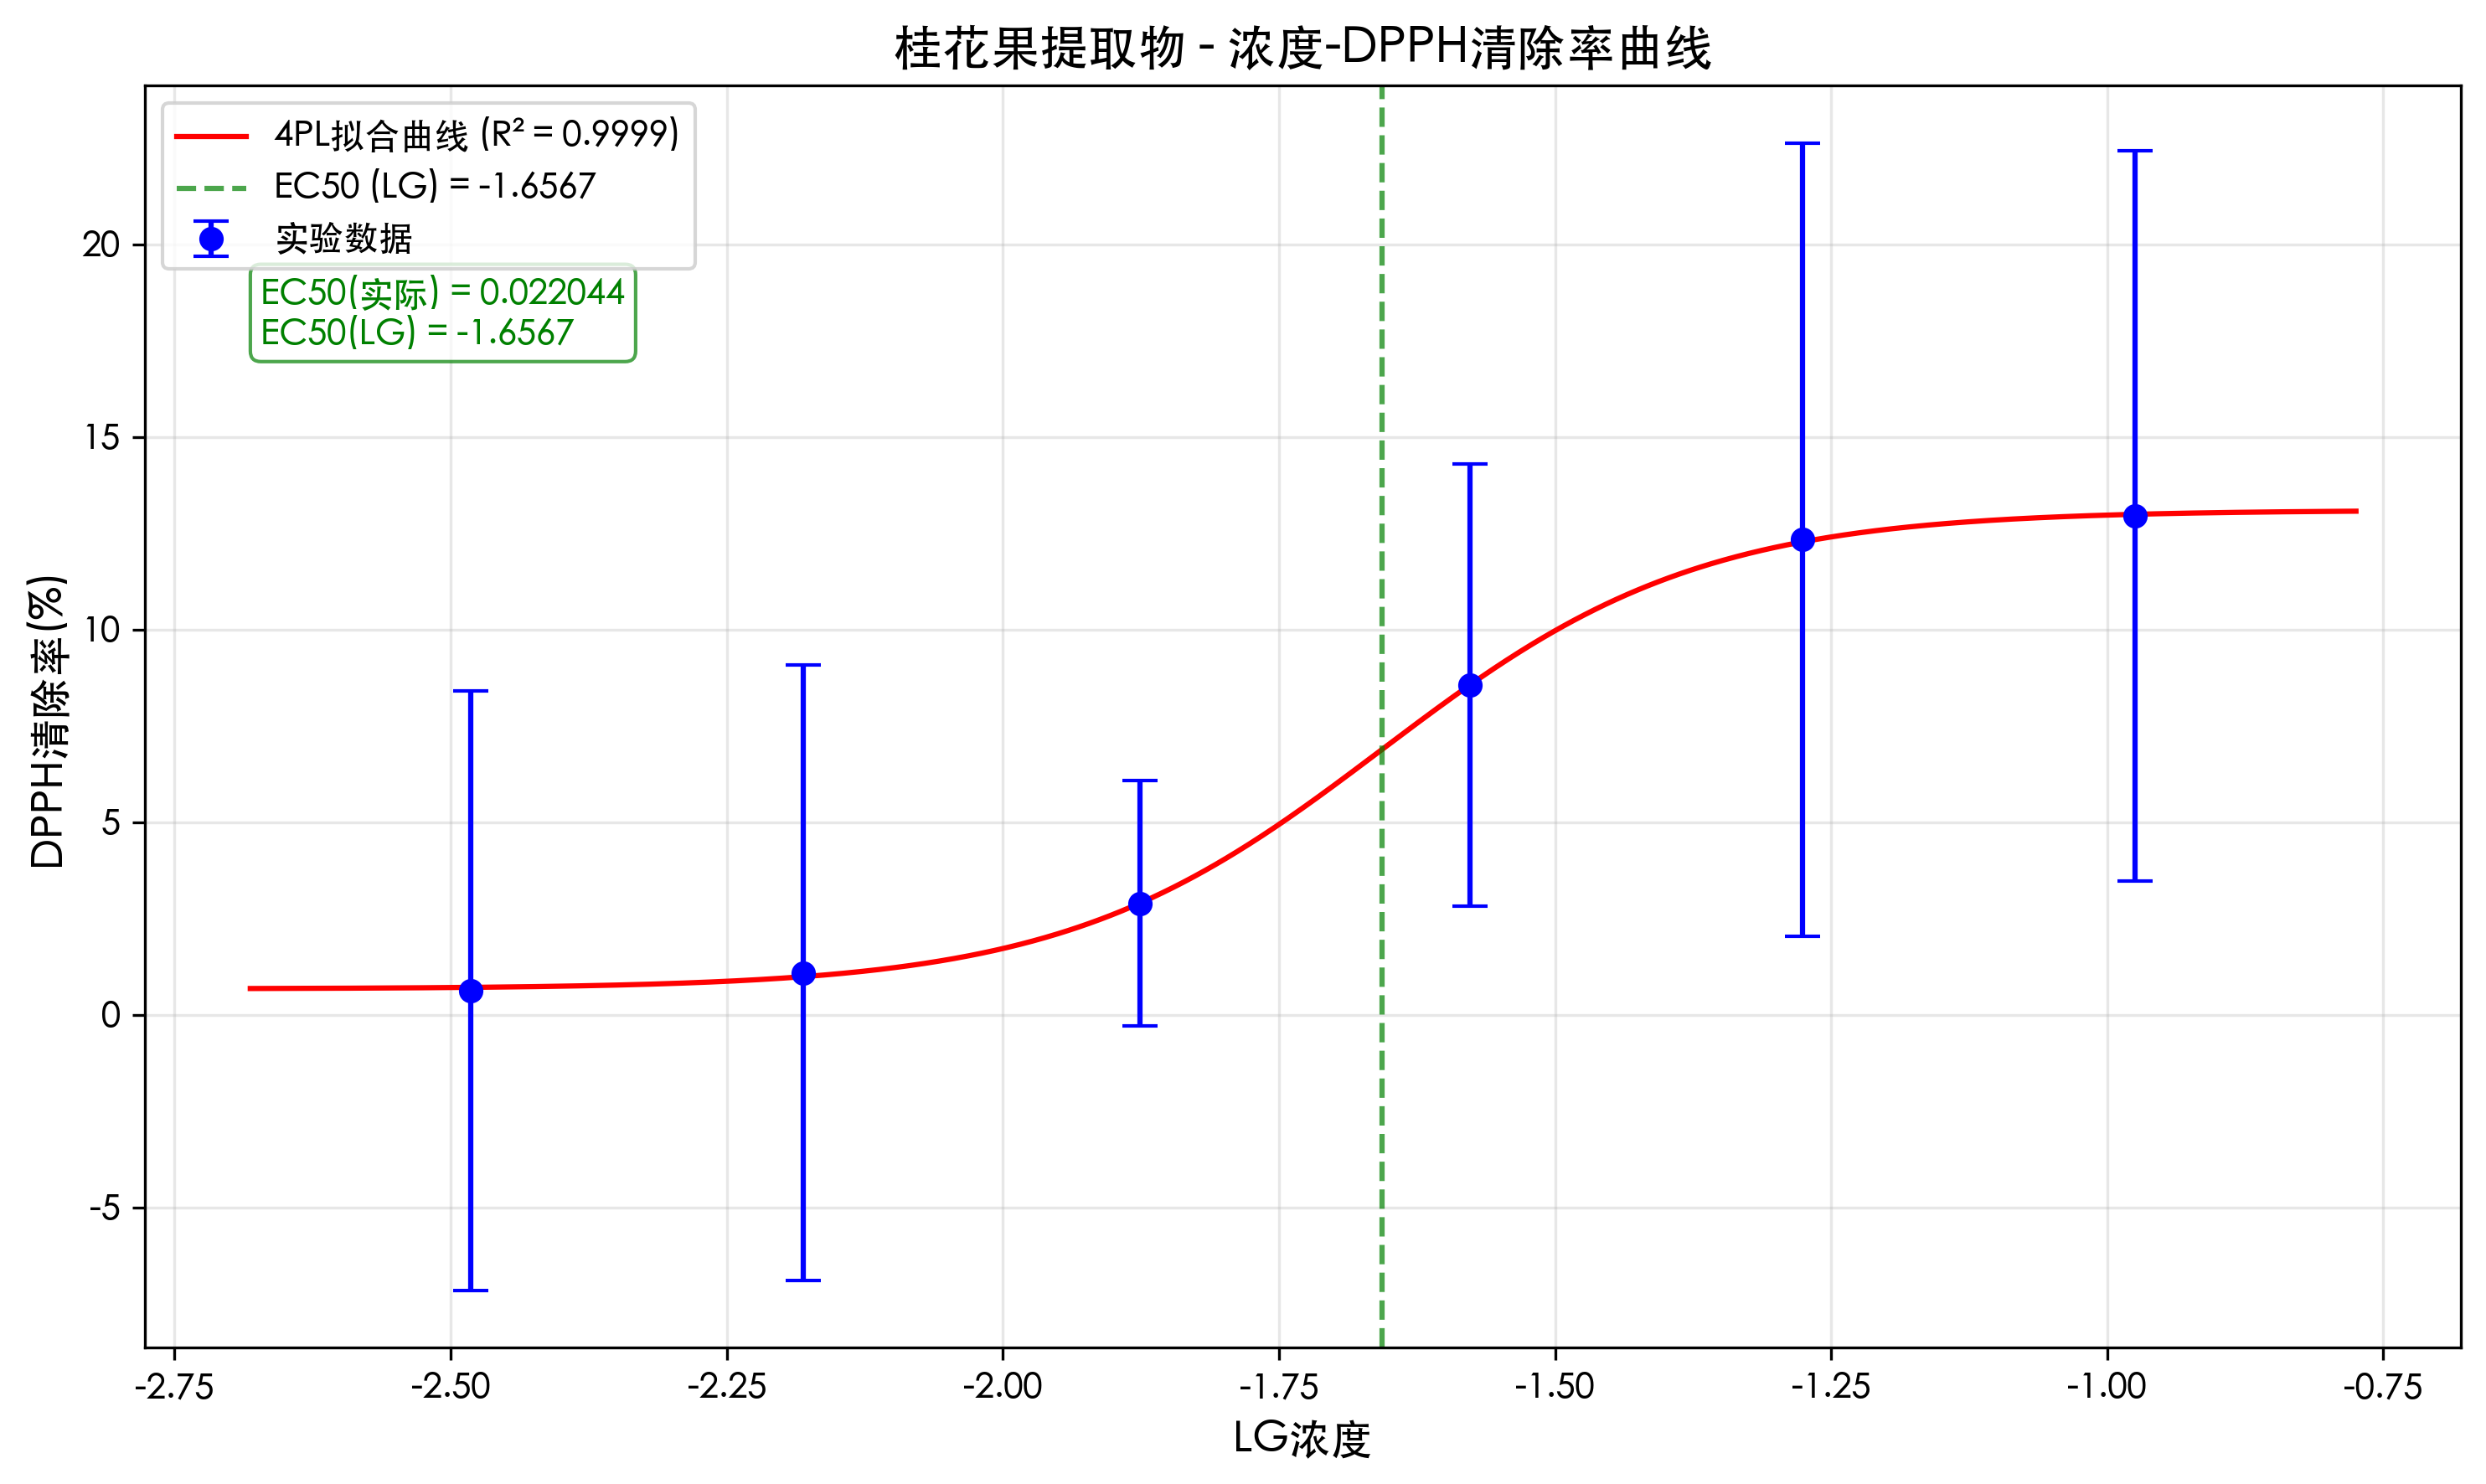 桂花果提取物 - 浓度-DPPH清除率曲线
4PL拟合曲线 (R² = 0.9999)
EC50 (LG) = -1.6567
实验数据
EC50(实际) = 0.022044
EC50(LG) = -1.6567
DPPH清除率(%)
20
15
10
5
0
-5
-2.75
-2.50
-2.25
-2.00
-1.75
-1.50
-1.25
-1.00
-0.75
LG浓度